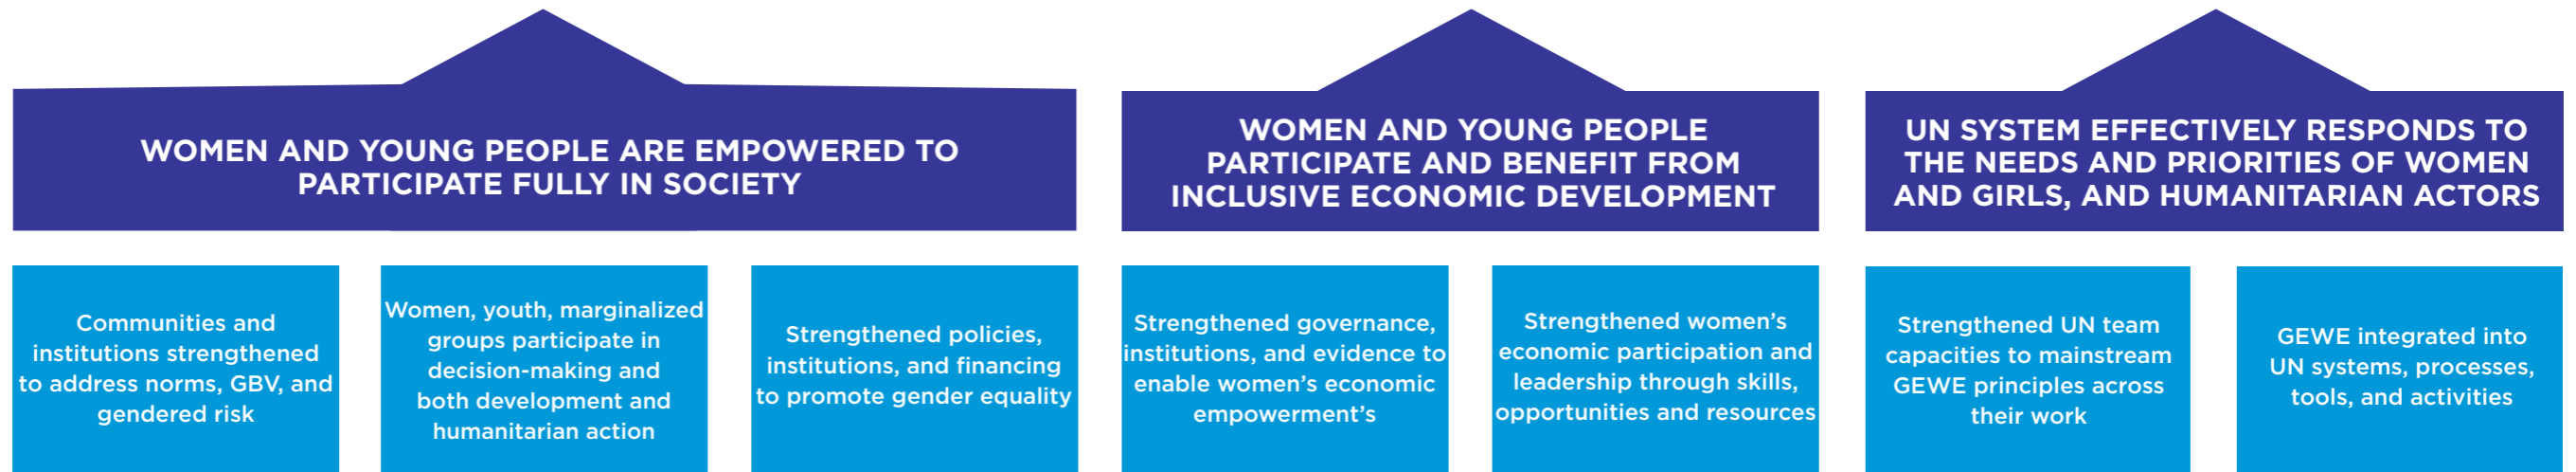 WOMEN AND YOUNG PEOPLE ARE EMPOWERED TO
PARTICIPATE FULLY IN SOCIETY
WOMEN AND YOUNG PEOPLE
PARTICIPATE AND BENEFIT FROM
INCLUSIVE ECONOMIC DEVELOPMENT
UN SYSTEM EFFECTIVELY RESPONDS TO
THE NEEDS AND PRIORITIES OF WOMEN
AND GIRLS, AND HUMANITARIAN ACTORS
Communities and
institutions strengthened
to address norms, GBV, and
gendered risk
Women, youth, marginalized
groups participate in
decision-making and
both development and
humanitarian action
Strengthened policies,
institutions, and financing
to promote gender equality
Strengthened governance,
institutions, and evidence to
enable women's economic
empowerment's
Strengthened women's
economic participation and
leadership through skills,
opportunities and resources
Strengthened UN team
capacities to mainstream
GEWE principles across
their work
GEWE integrated into
UN systems, processes,
tools, and activities